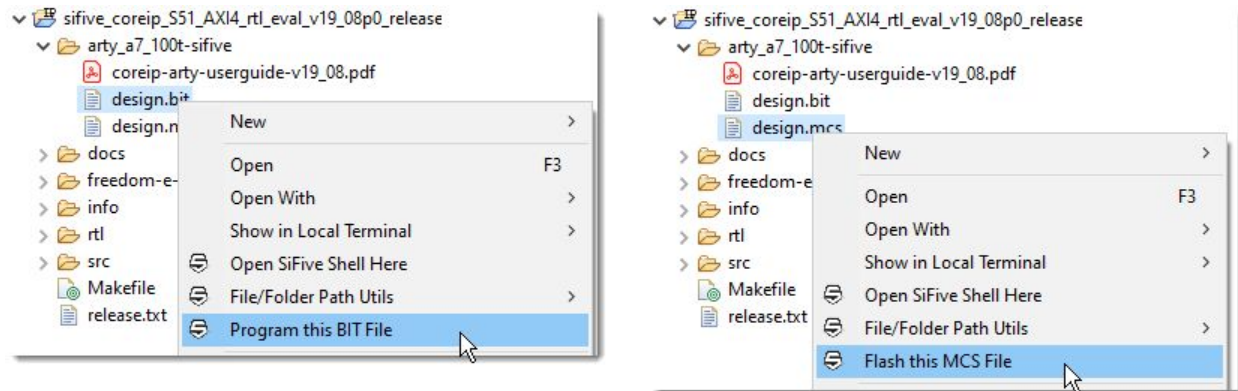 sifive_coreip_S51_AXI4_rtl_eval_v19_08p0_release
arty_a7_100t-sifive
coreip-arty-userguide-v19_08.pdf
design.bit
design.n
docs
freedom-e-
info
rtl
src
Makefile
release.txt
New
Open F3
Open With
Show in Local Terminal
Open SiFive Shell Here
File/Folder Path Utils
Program this BIT File
sifive_coreip_S51_AXI4_rtl_eval_v19_08p0_release
arty_a7_100t-sifive
coreip-arty-userguide-v19_08.pdf
design.bit
design.mcs
docs
freedom-e
info
rtl
src
Makefile
release.txt
New
Open F3
Open With
Show in Local Terminal
Open SiFive Shell Here
File/Folder Path Utils
Flash this MCS File